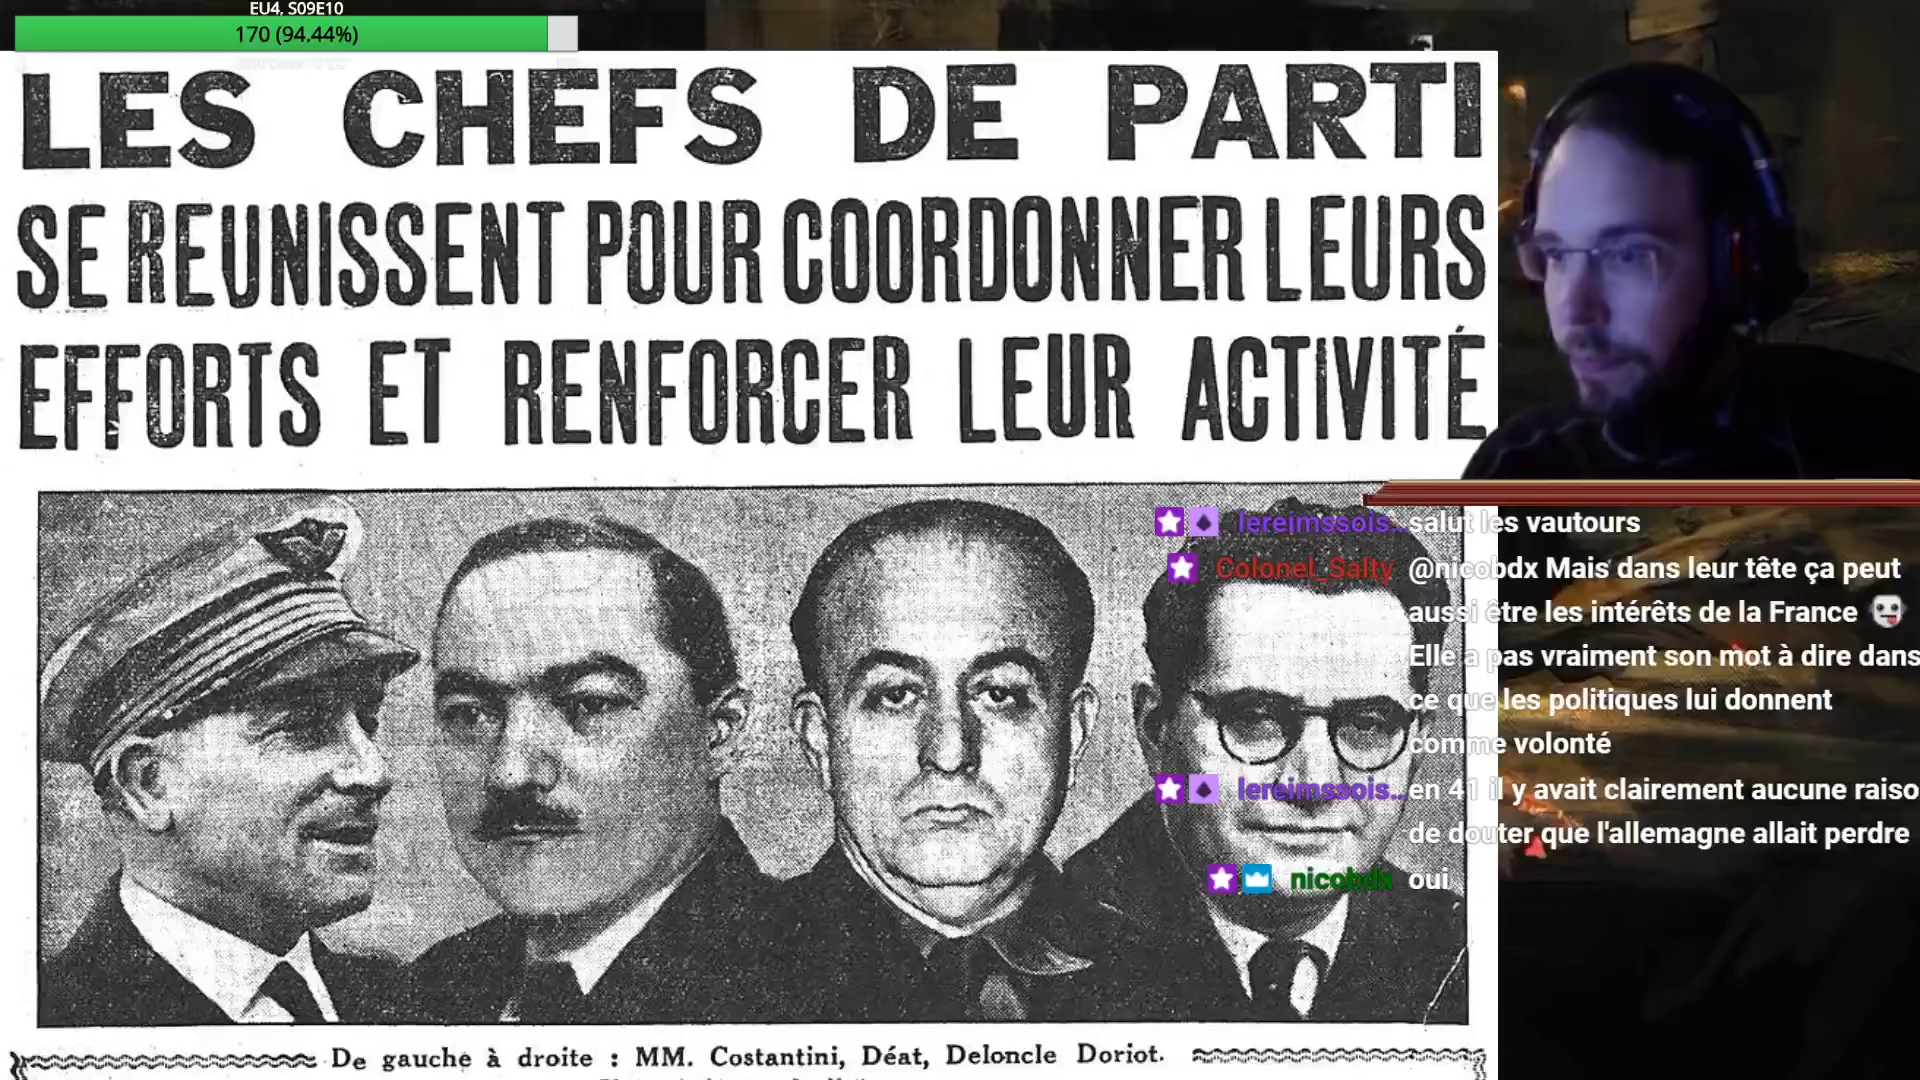 EU4, S09E10
170 (94.44%)
LES CHEFS DE PARTI
SE REUNISSENT POUR COORDONNER LEURS
EFFORTS ET RENFORCER LEUR ACTIVITÉ
lereimssois... salut les vautours
Colonel_Salty @nicobdx Mais dans leur tête ça peut
aussi être les intérêts de la France
Elle a pas vraiment son mot à dire dans
ce que les politiques lui donnent
comme volonté
lereimssois... en 41 il y avait clairement aucune raiso
de douter que l'allemagne allait perdre
nicobdx oui
De gauche à droite : MM. Costantini, Déat, Deloncle Doriot.